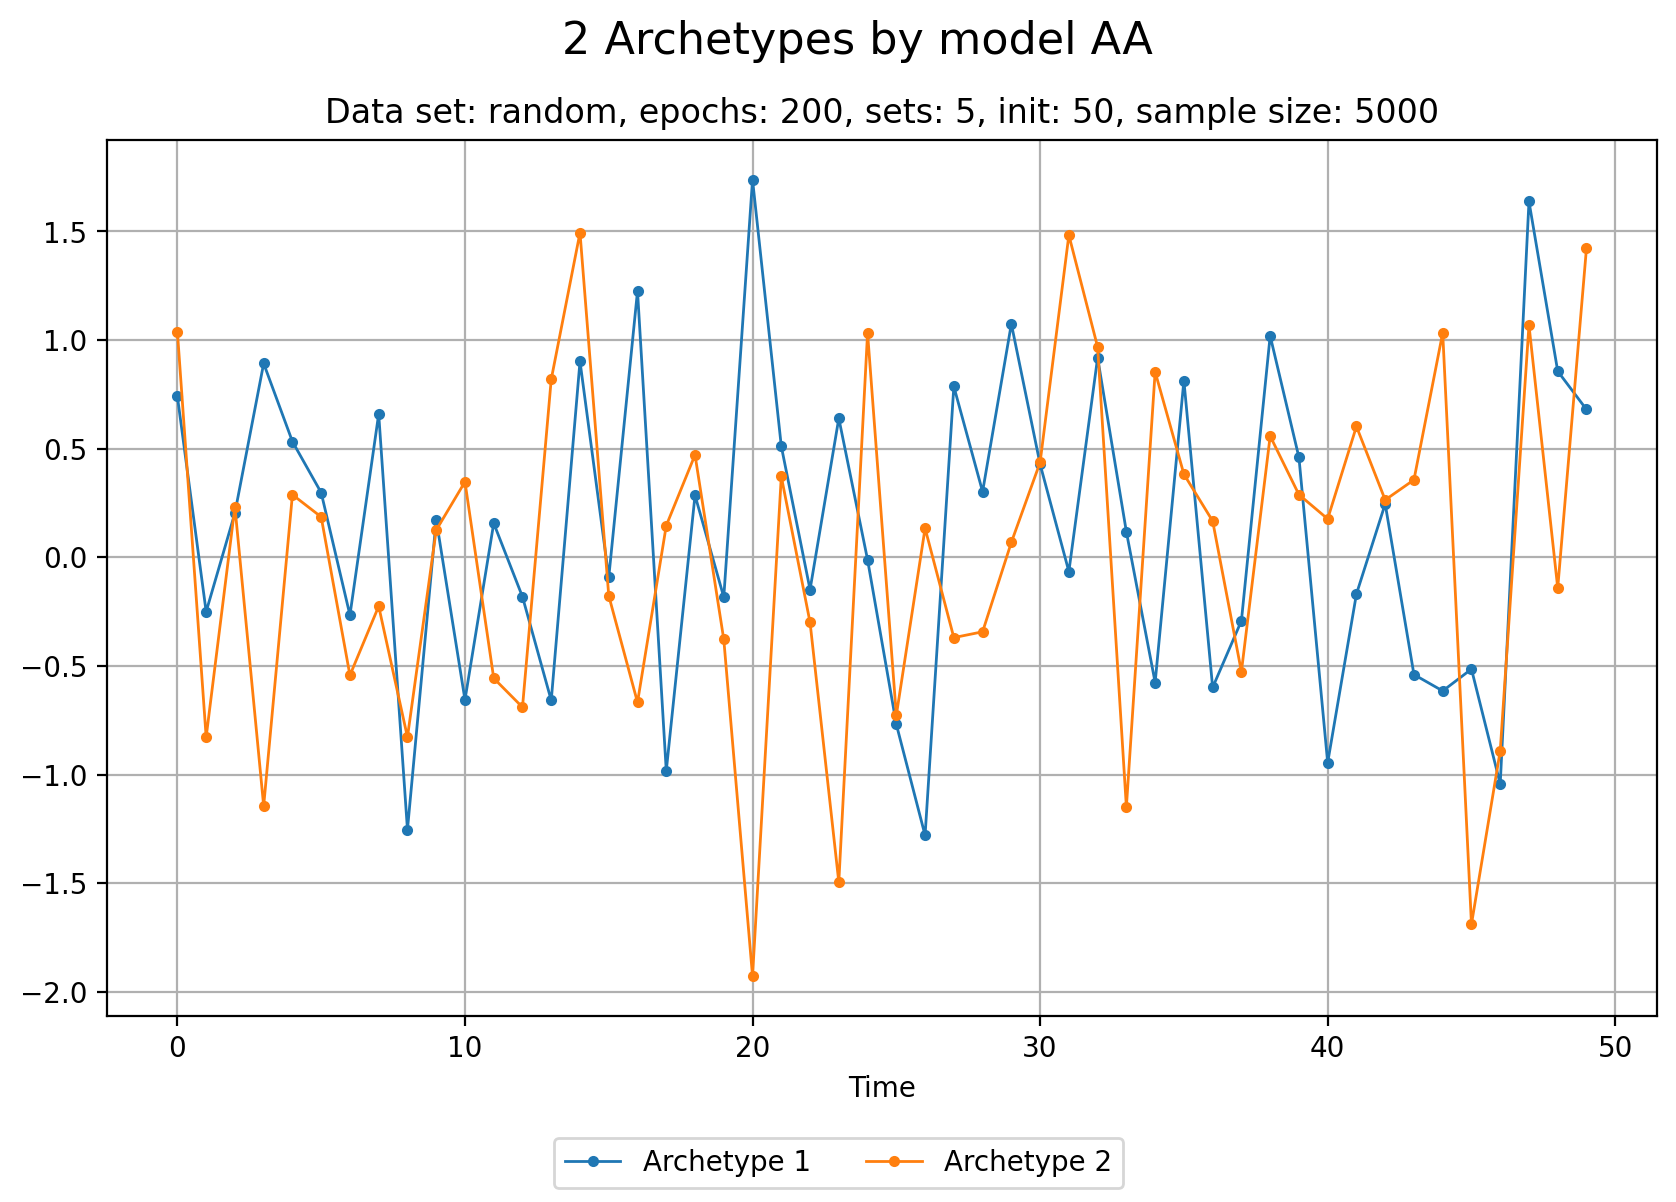 2 Archetypes by model AA
Data set: random, epochs: 200, sets: 5, init: 50, sample size: 5000
1.5
1.0
0.5
0.0
−0.5
−1.0
−1.5
−2.0
0 10 20 30 40 50
Time
Archetype 1 Archetype 2